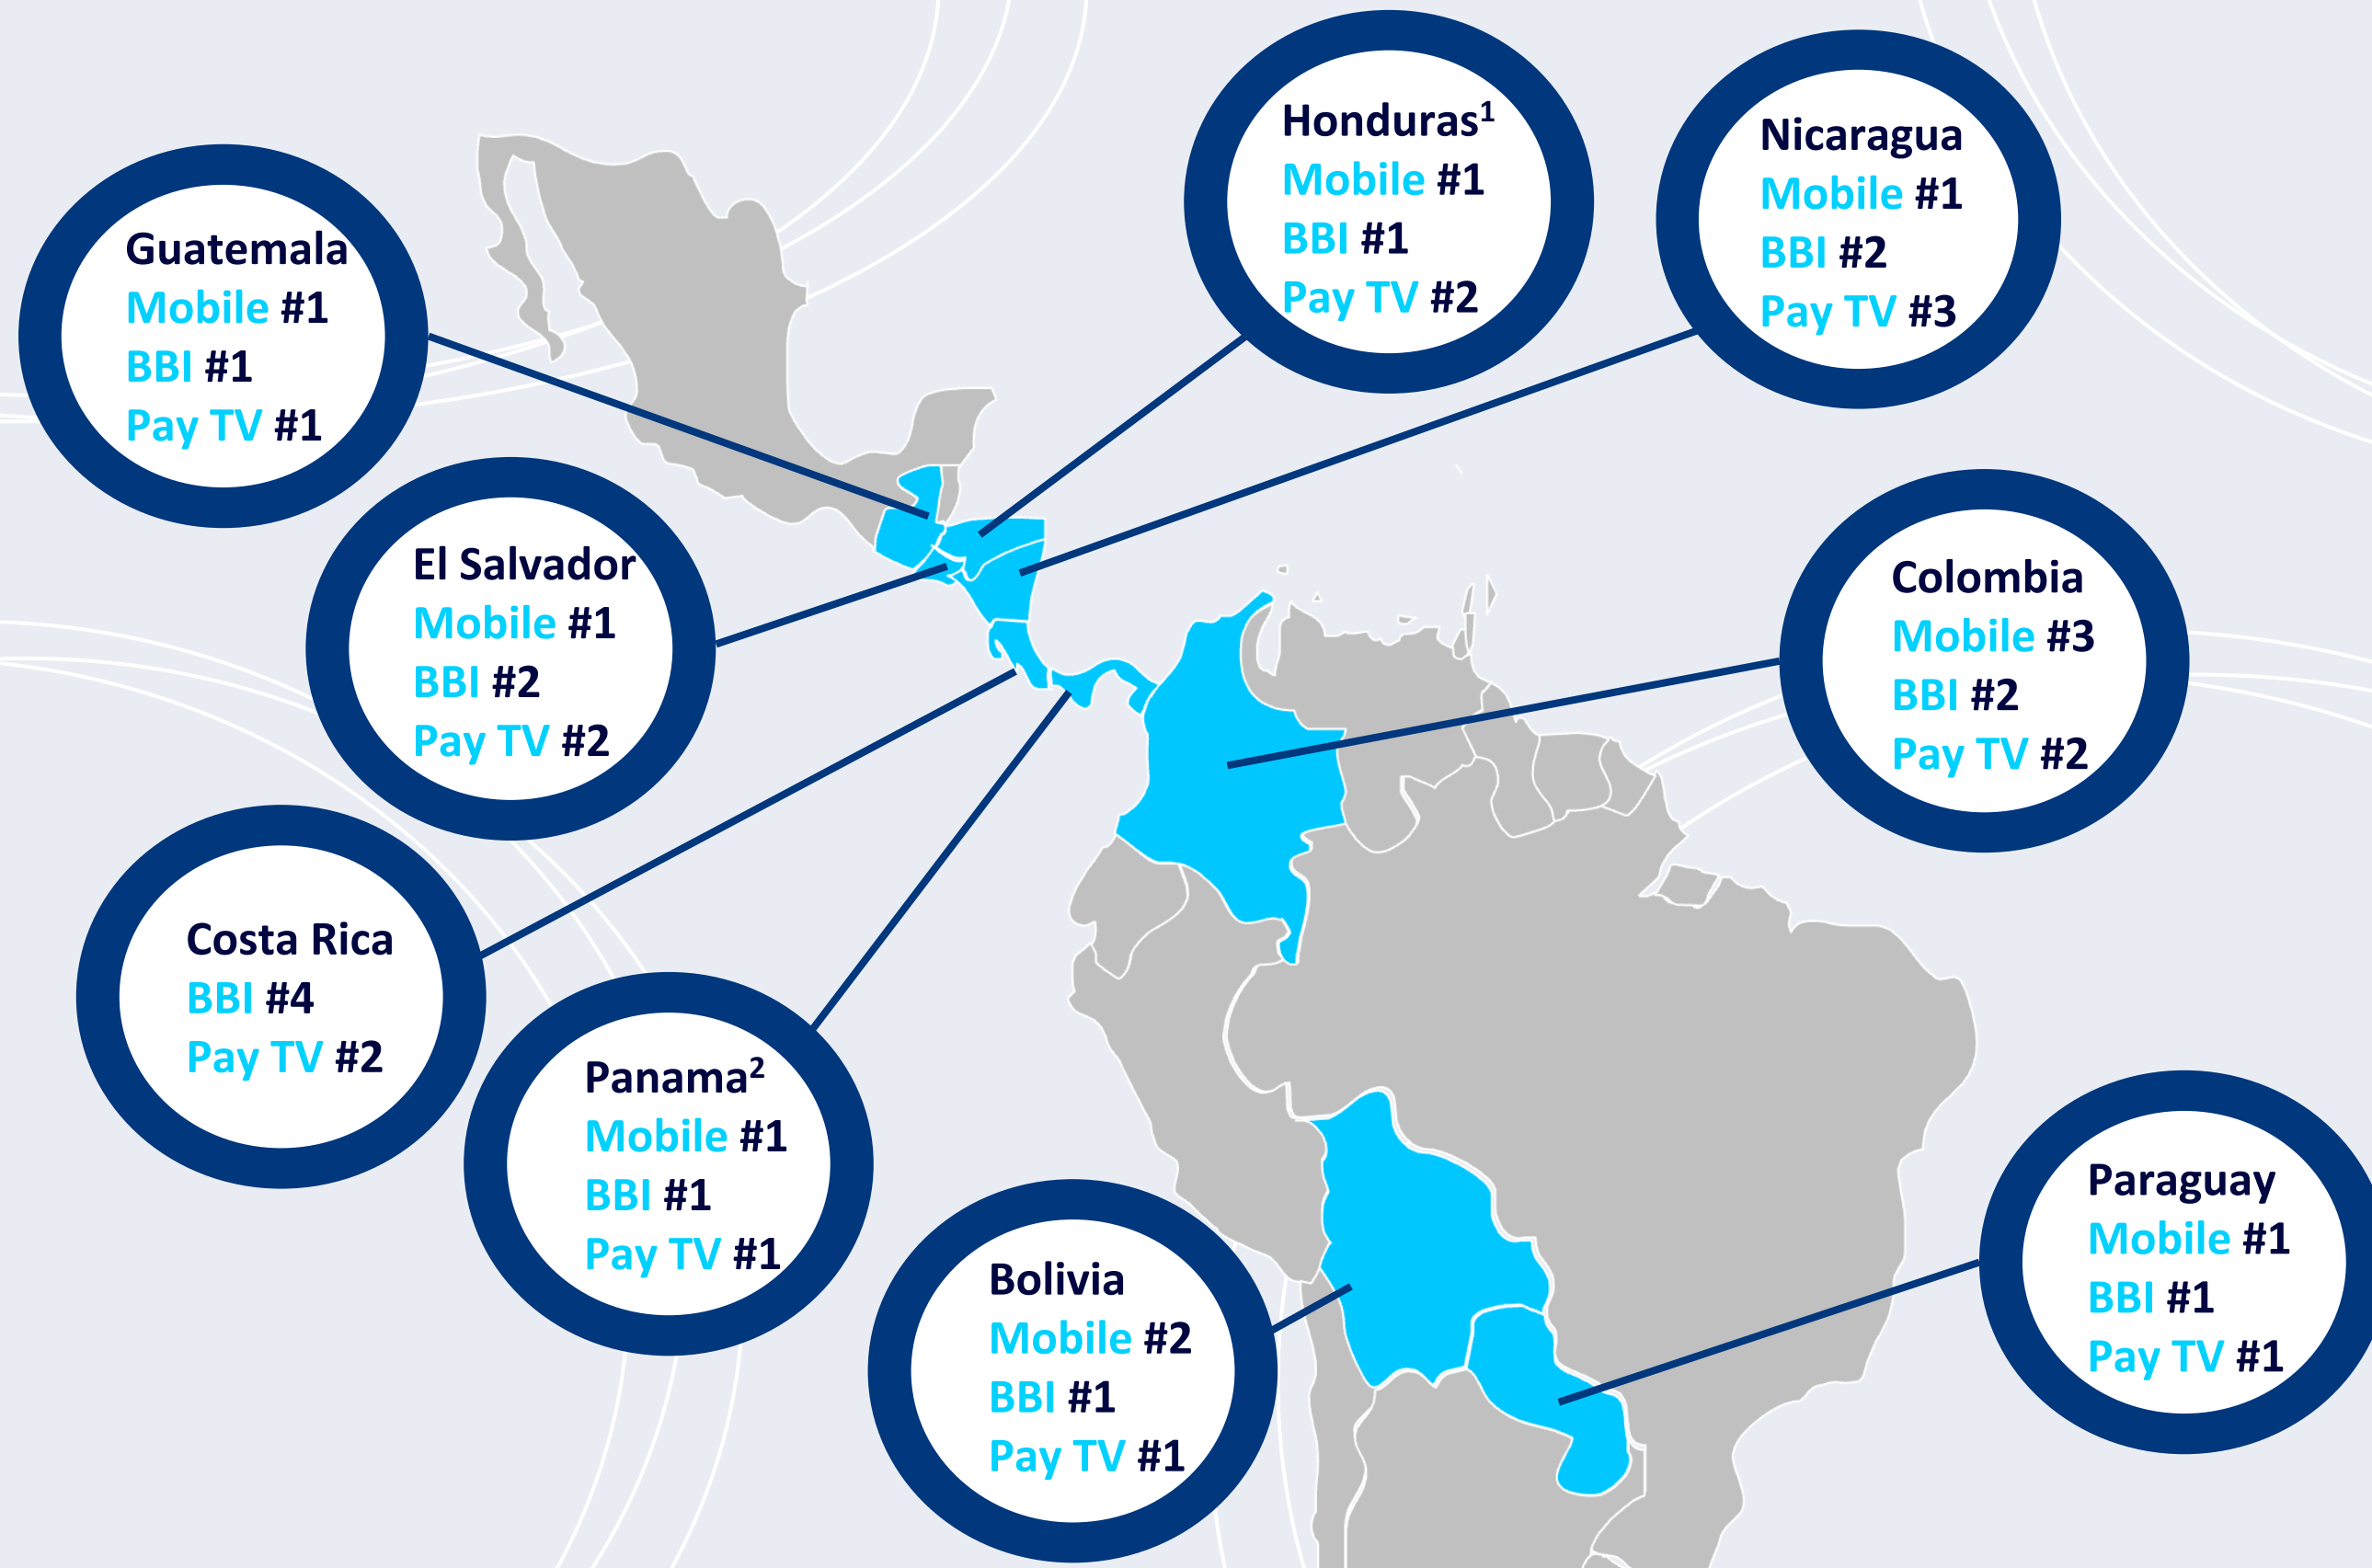 Guatemala
Mobile #1
BBI #1
Pay TV #1
Honduras¹
Mobile #1
BBI #1
Pay TV #2
Nicaragua
Mobile #1
BBI #2
Pay TV #3
El Salvador
Mobile #1
BBI #2
Pay TV #2
Colombia
Mobile #3
BBI #2
Pay TV #2
Costa Rica
BBI #4
Pay TV #2
Panama²
Mobile #1
BBI #1
Pay TV #1
Bolivia
Mobile #2
BBI #1
Pay TV #1
Paraguay
Mobile #1
BBI #1
Pay TV #1